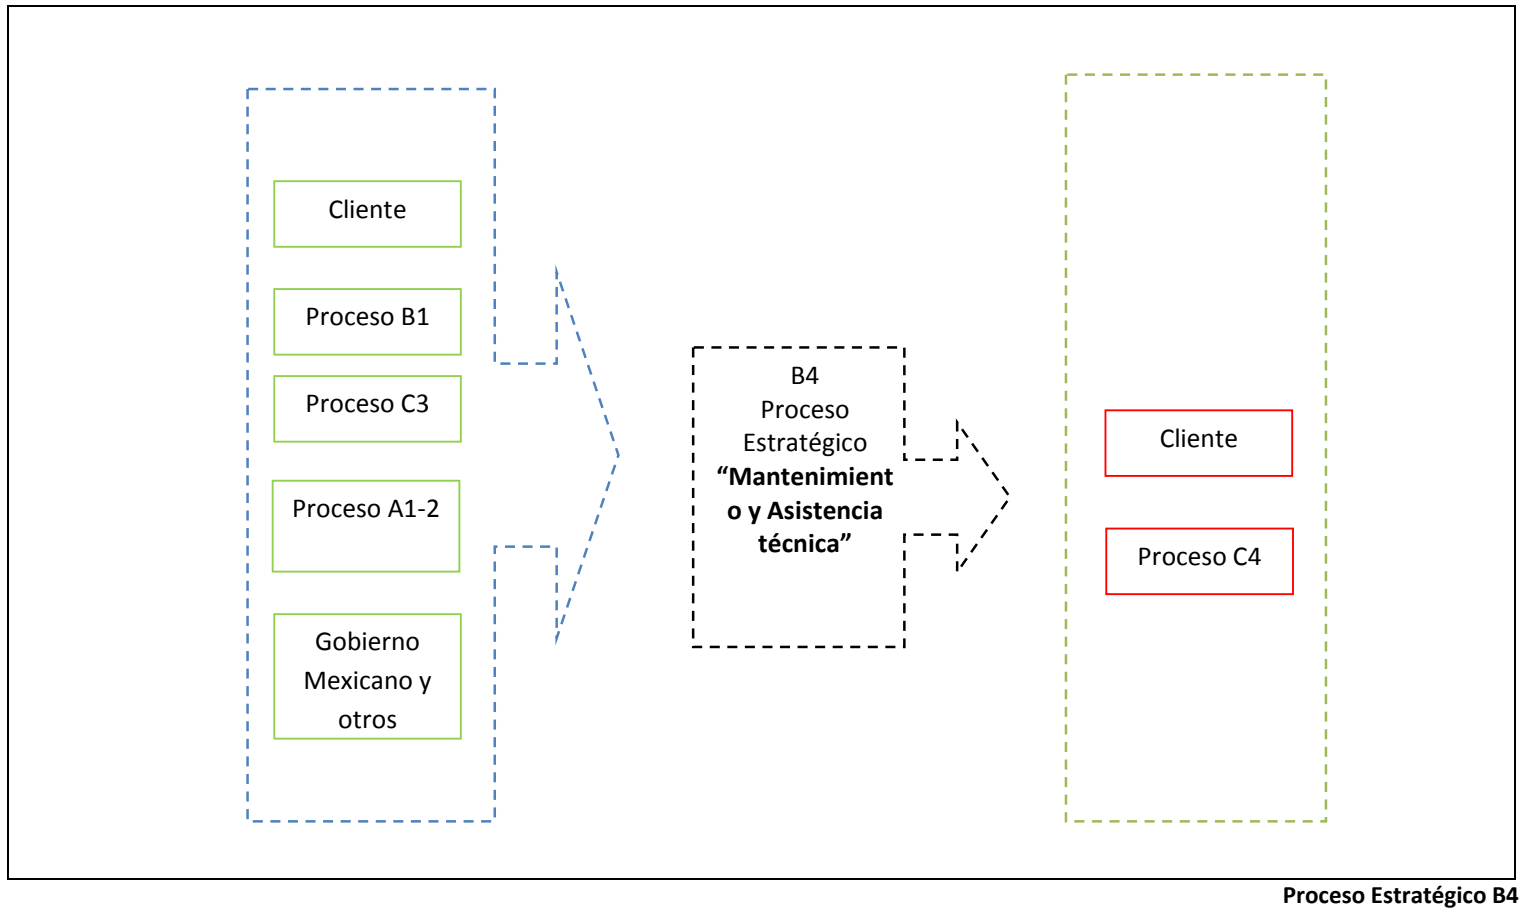 Cliente
Proceso B1
Proceso C3
Proceso A1-2
Gobierno
Mexicano y
otros
B4
Proceso
Estratégico
“Mantenimient
o y Asistencia
técnica”
Cliente
Proceso C4
Proceso Estratégico B4